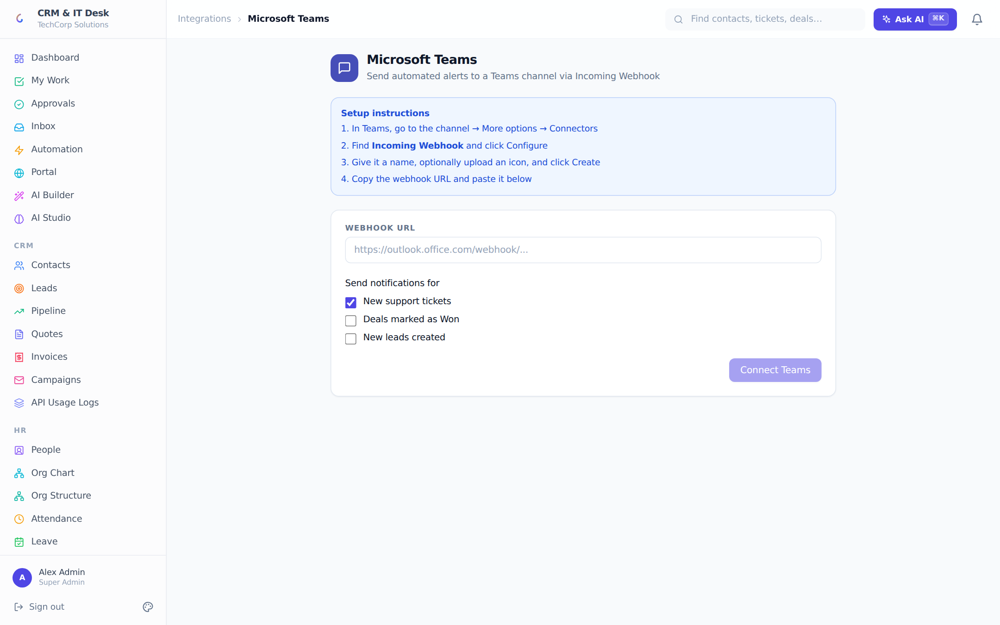 CRM & IT Desk
TechCorp Solutions
Dashboard
My Work
Approvals
Inbox
Automation
Portal
AI Builder
AI Studio
CRM
Contacts
Leads
Pipeline
Quotes
Invoices
Campaigns
API Usage Logs
HR
People
Org Chart
Org Structure
Attendance
Leave
A
Alex Admin
Super Admin
Sign out
Integrations > Microsoft Teams
Find contacts, tickets, deals...
Ask AI ⌘K
Microsoft Teams
Send automated alerts to a Teams channel via Incoming Webhook
Setup instructions
1. In Teams, go to the channel → More options → Connectors
2. Find Incoming Webhook and click Configure
3. Give it a name, optionally upload an icon, and click Create
4. Copy the webhook URL and paste it below
WEBHOOK URL
https://outlook.office.com/webhook/...
Send notifications for
New support tickets
Deals marked as Won
New leads created
Connect Teams